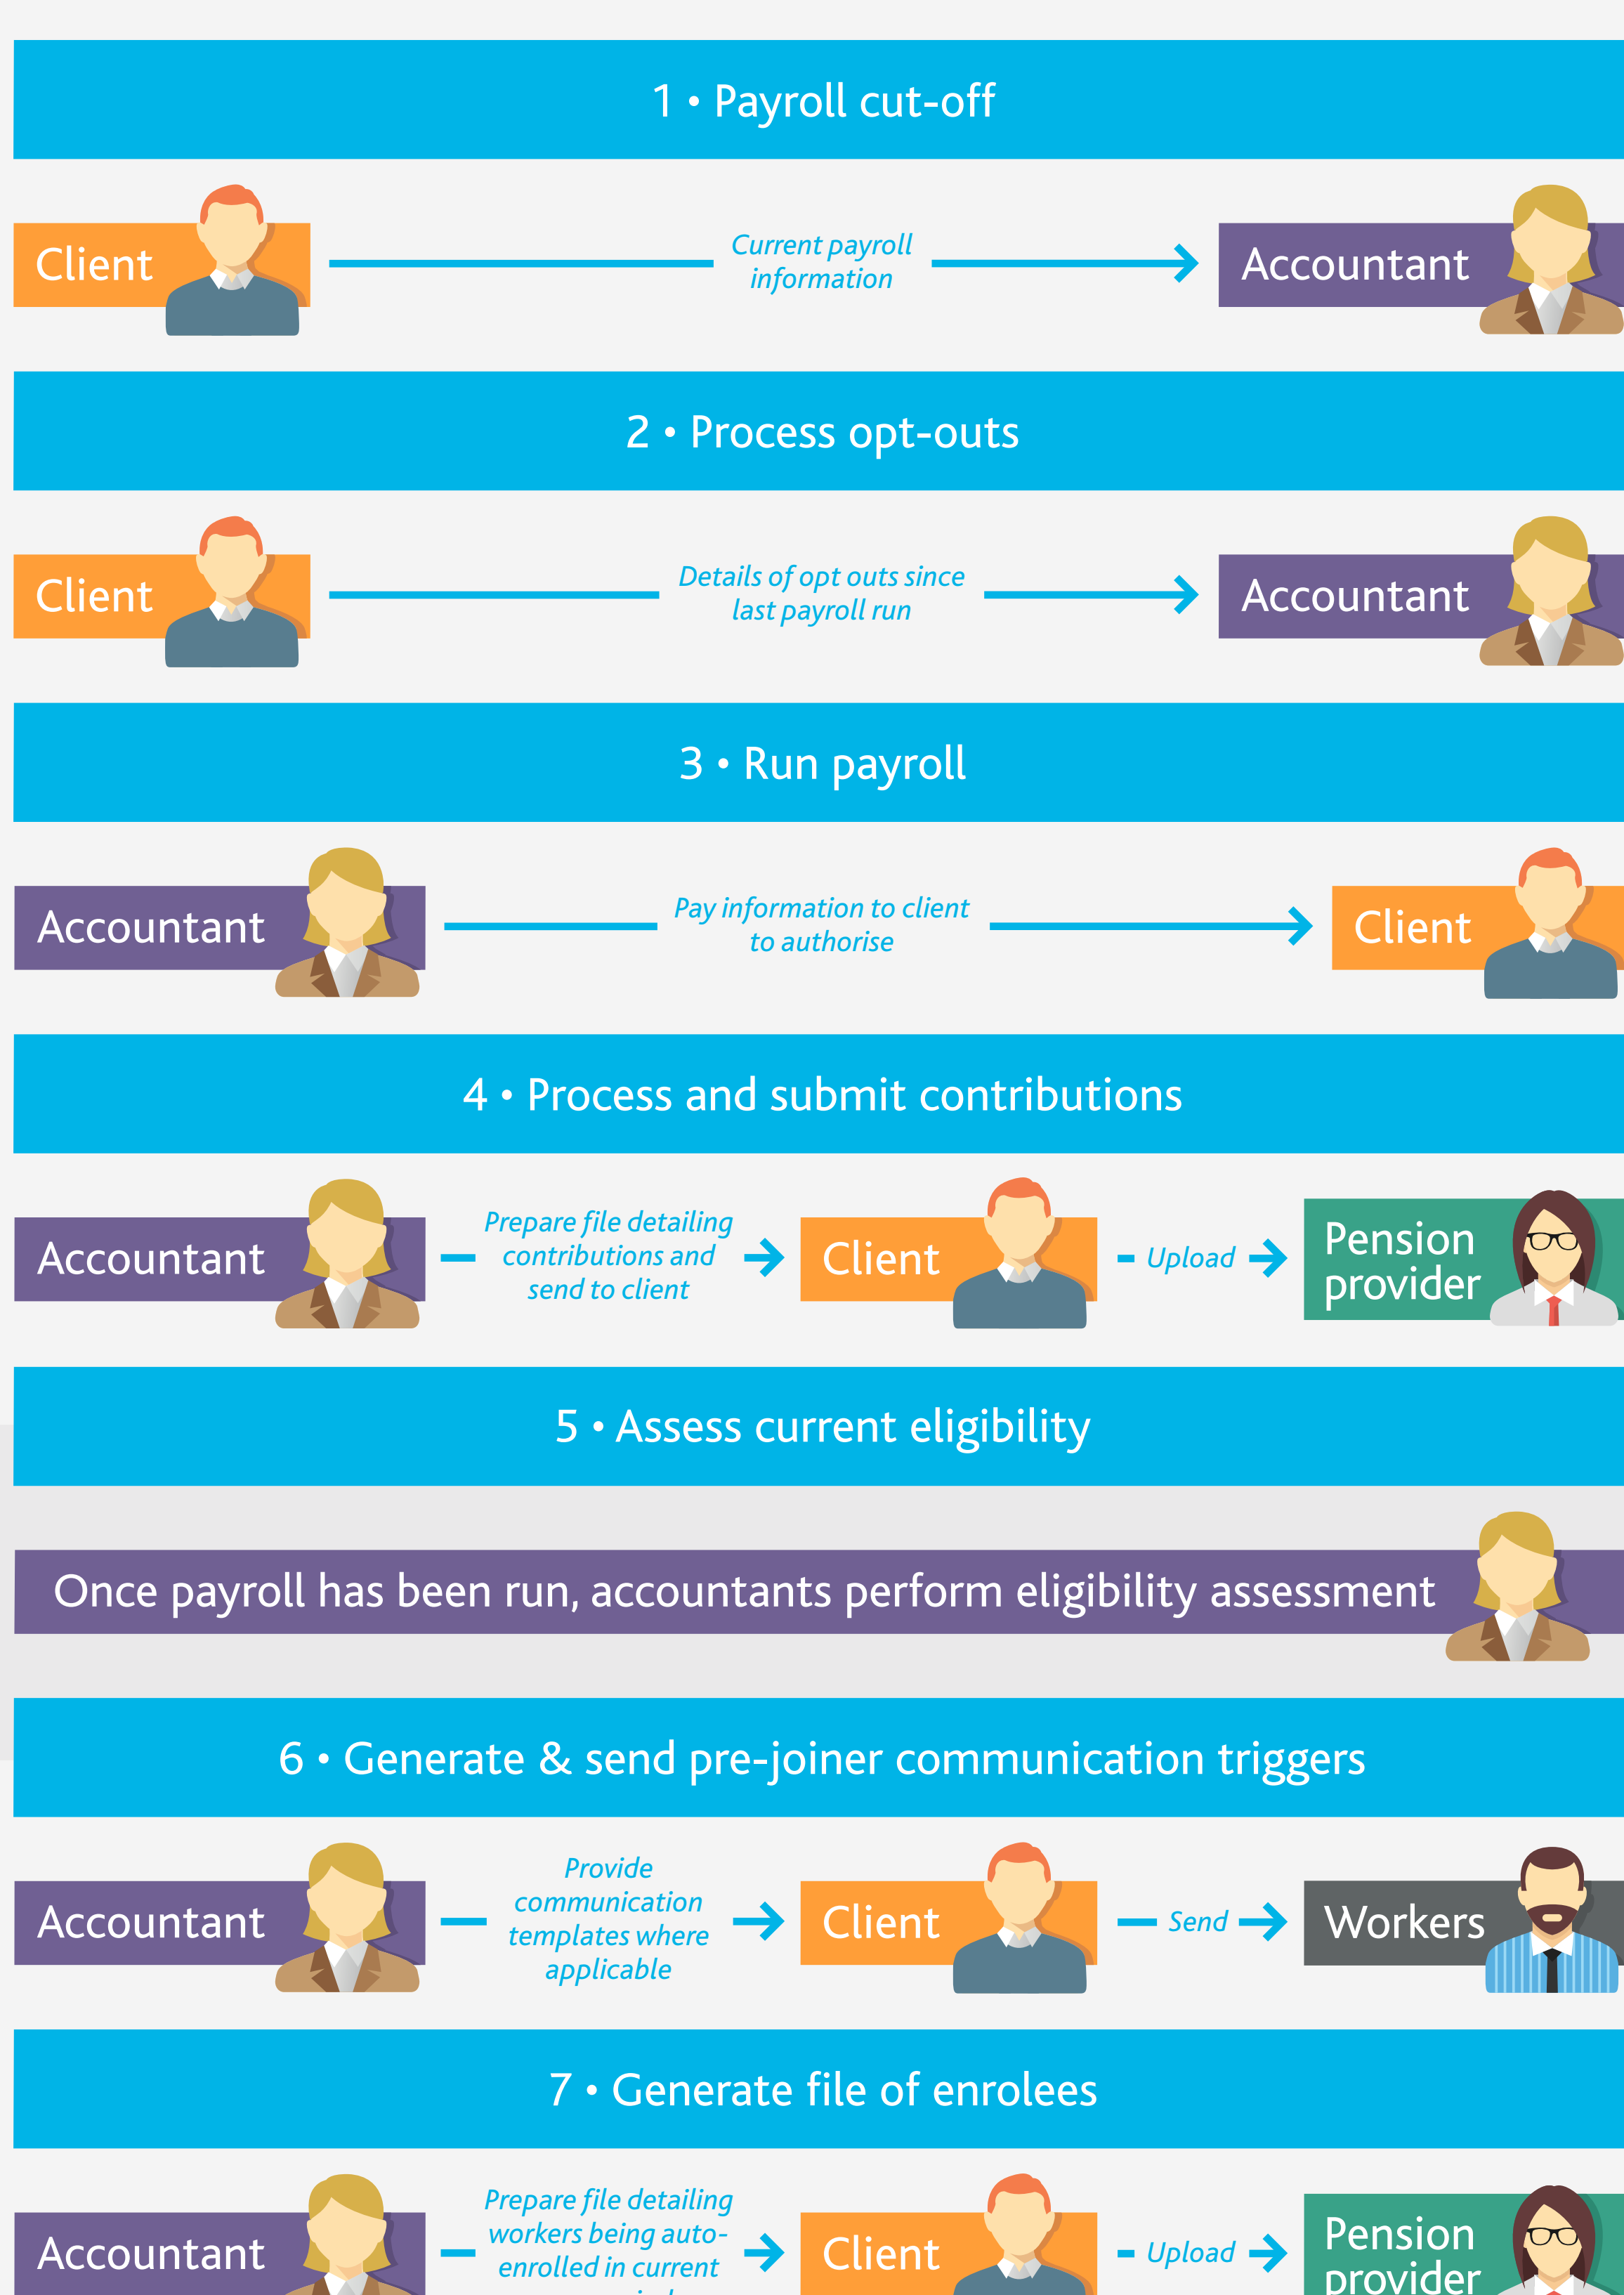 1 • Payroll cut-off
Client
Current payroll
information
Accountant
2 • Process opt-outs
Client
Details of opt outs since
last payroll run
Accountant
3 • Run payroll
Accountant
Pay information to client
to authorise
Client
4 • Process and submit contributions
Accountant
Prepare file detailing
contributions and
send to client
Client
Upload
Pension
provider
5 • Assess current eligibility
Once payroll has been run, accountants perform eligibility assessment
6 • Generate & send pre-joiner communication triggers
Accountant
Provide
communication
templates where
applicable
Client
Send
Workers
7 • Generate file of enrolees
Accountant
Prepare file detailing
workers being auto-
enrolled in current
Client
Upload
Pension
provider